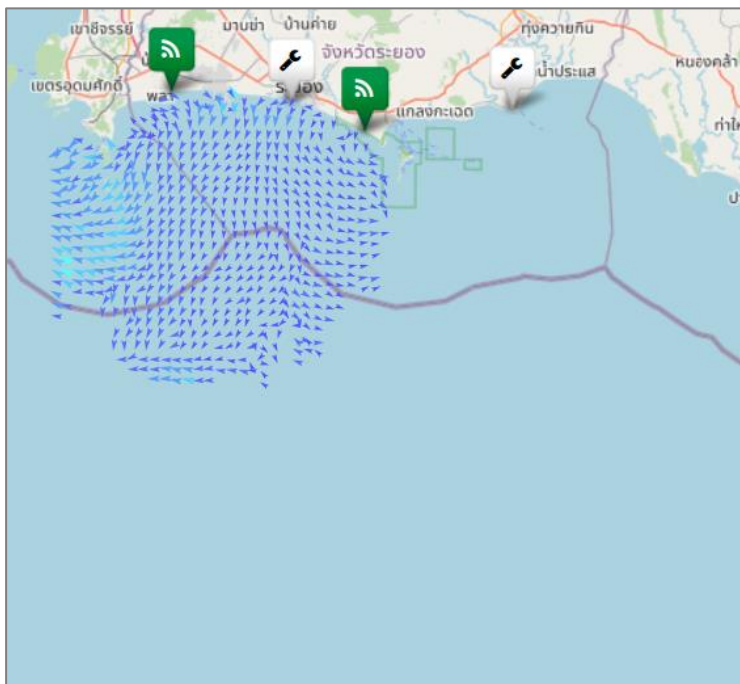 เขาชีจรรย์
มาบข่า
บ้านค่าย
ทุ่งควายกิน
จังหวัดระยอง
หนองคล้า
น้ำประแส
เขตรอุดมศักดิ์
พลา
แกลงกะเฉด